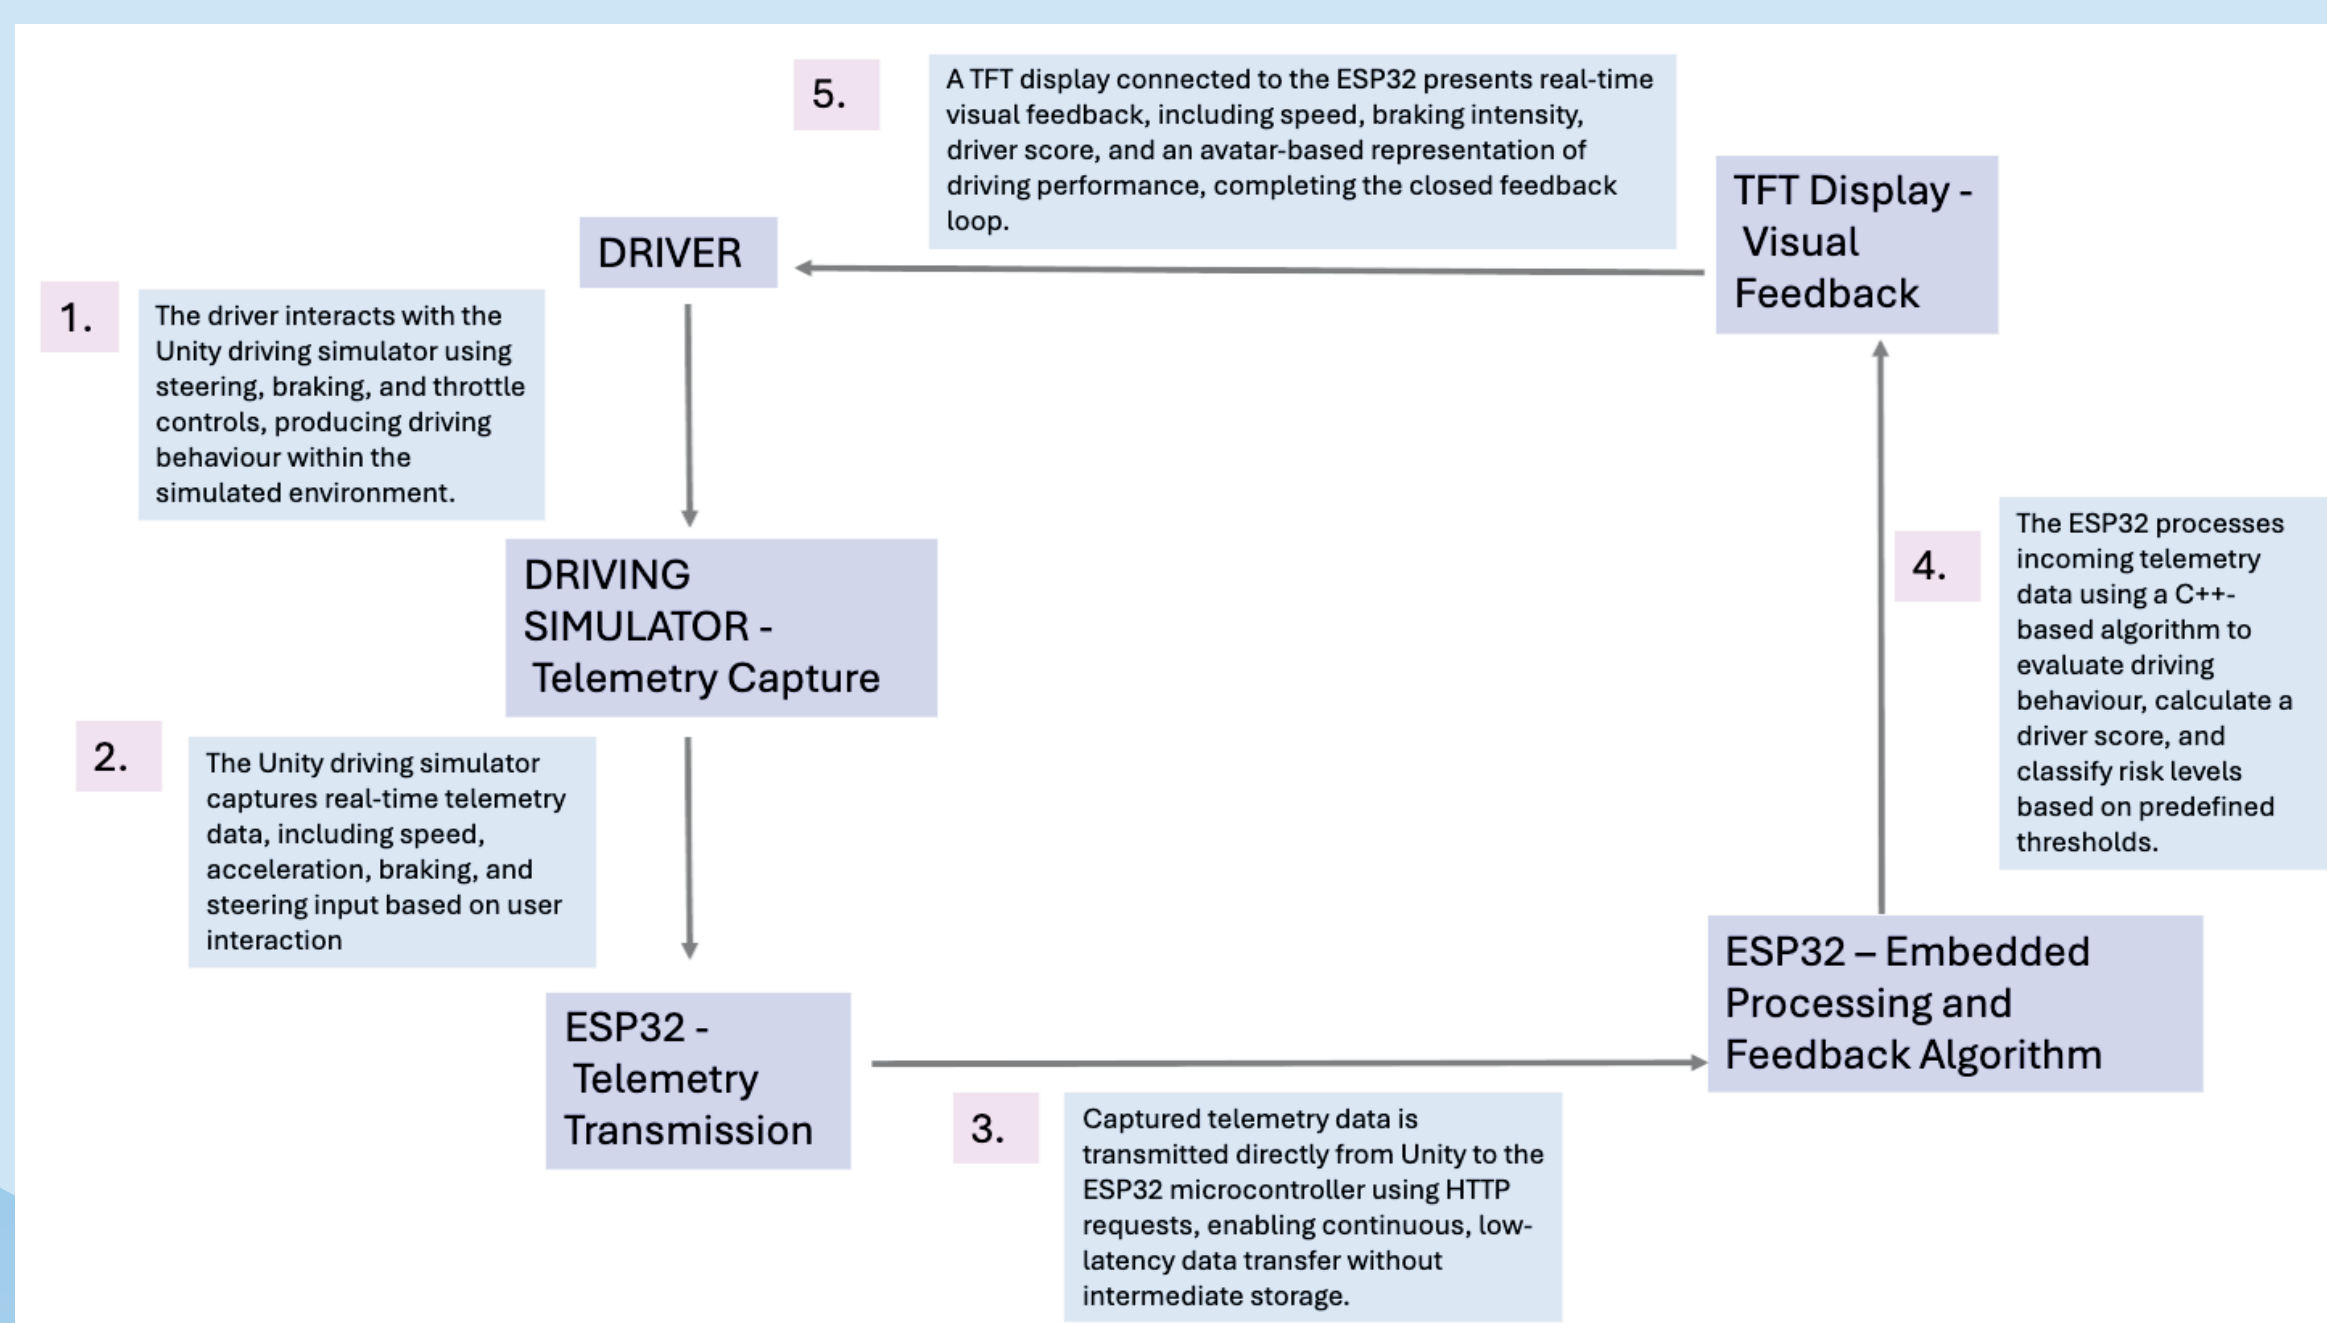 5.
A TFT display connected to the ESP32 presents real-time
visual feedback, including speed, braking intensity,
driver score, and an avatar-based representation of
driving performance, completing the closed feedback
loop.
TFT Display -
Visual
Feedback
DRIVER
1.
The driver interacts with the
Unity driving simulator using
steering, braking, and throttle
controls, producing driving
behaviour within the
simulated environment.
DRIVING
SIMULATOR -
Telemetry Capture
4.
The ESP32 processes
incoming telemetry
data using a C++-
based algorithm to
evaluate driving
behaviour, calculate a
driver score, and
classify risk levels
based on predefined
thresholds.
2.
The Unity driving simulator
captures real-time telemetry
data, including speed,
acceleration, braking, and
steering input based on user
interaction
ESP32 -
Telemetry
Transmission
ESP32 – Embedded
Processing and
Feedback Algorithm
3.
Captured telemetry data is
transmitted directly from Unity to the
ESP32 microcontroller using HTTP
requests, enabling continuous, low-
latency data transfer without
intermediate storage.